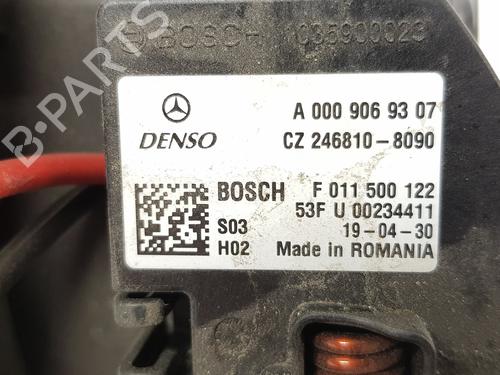 BOSCH 035900023
A 000 906 93 07
DENSO CZ 246810-8090
BOSCH F 011 500 122
53F U 00234411
S03 19-04-30
H02 Made in ROMANIA